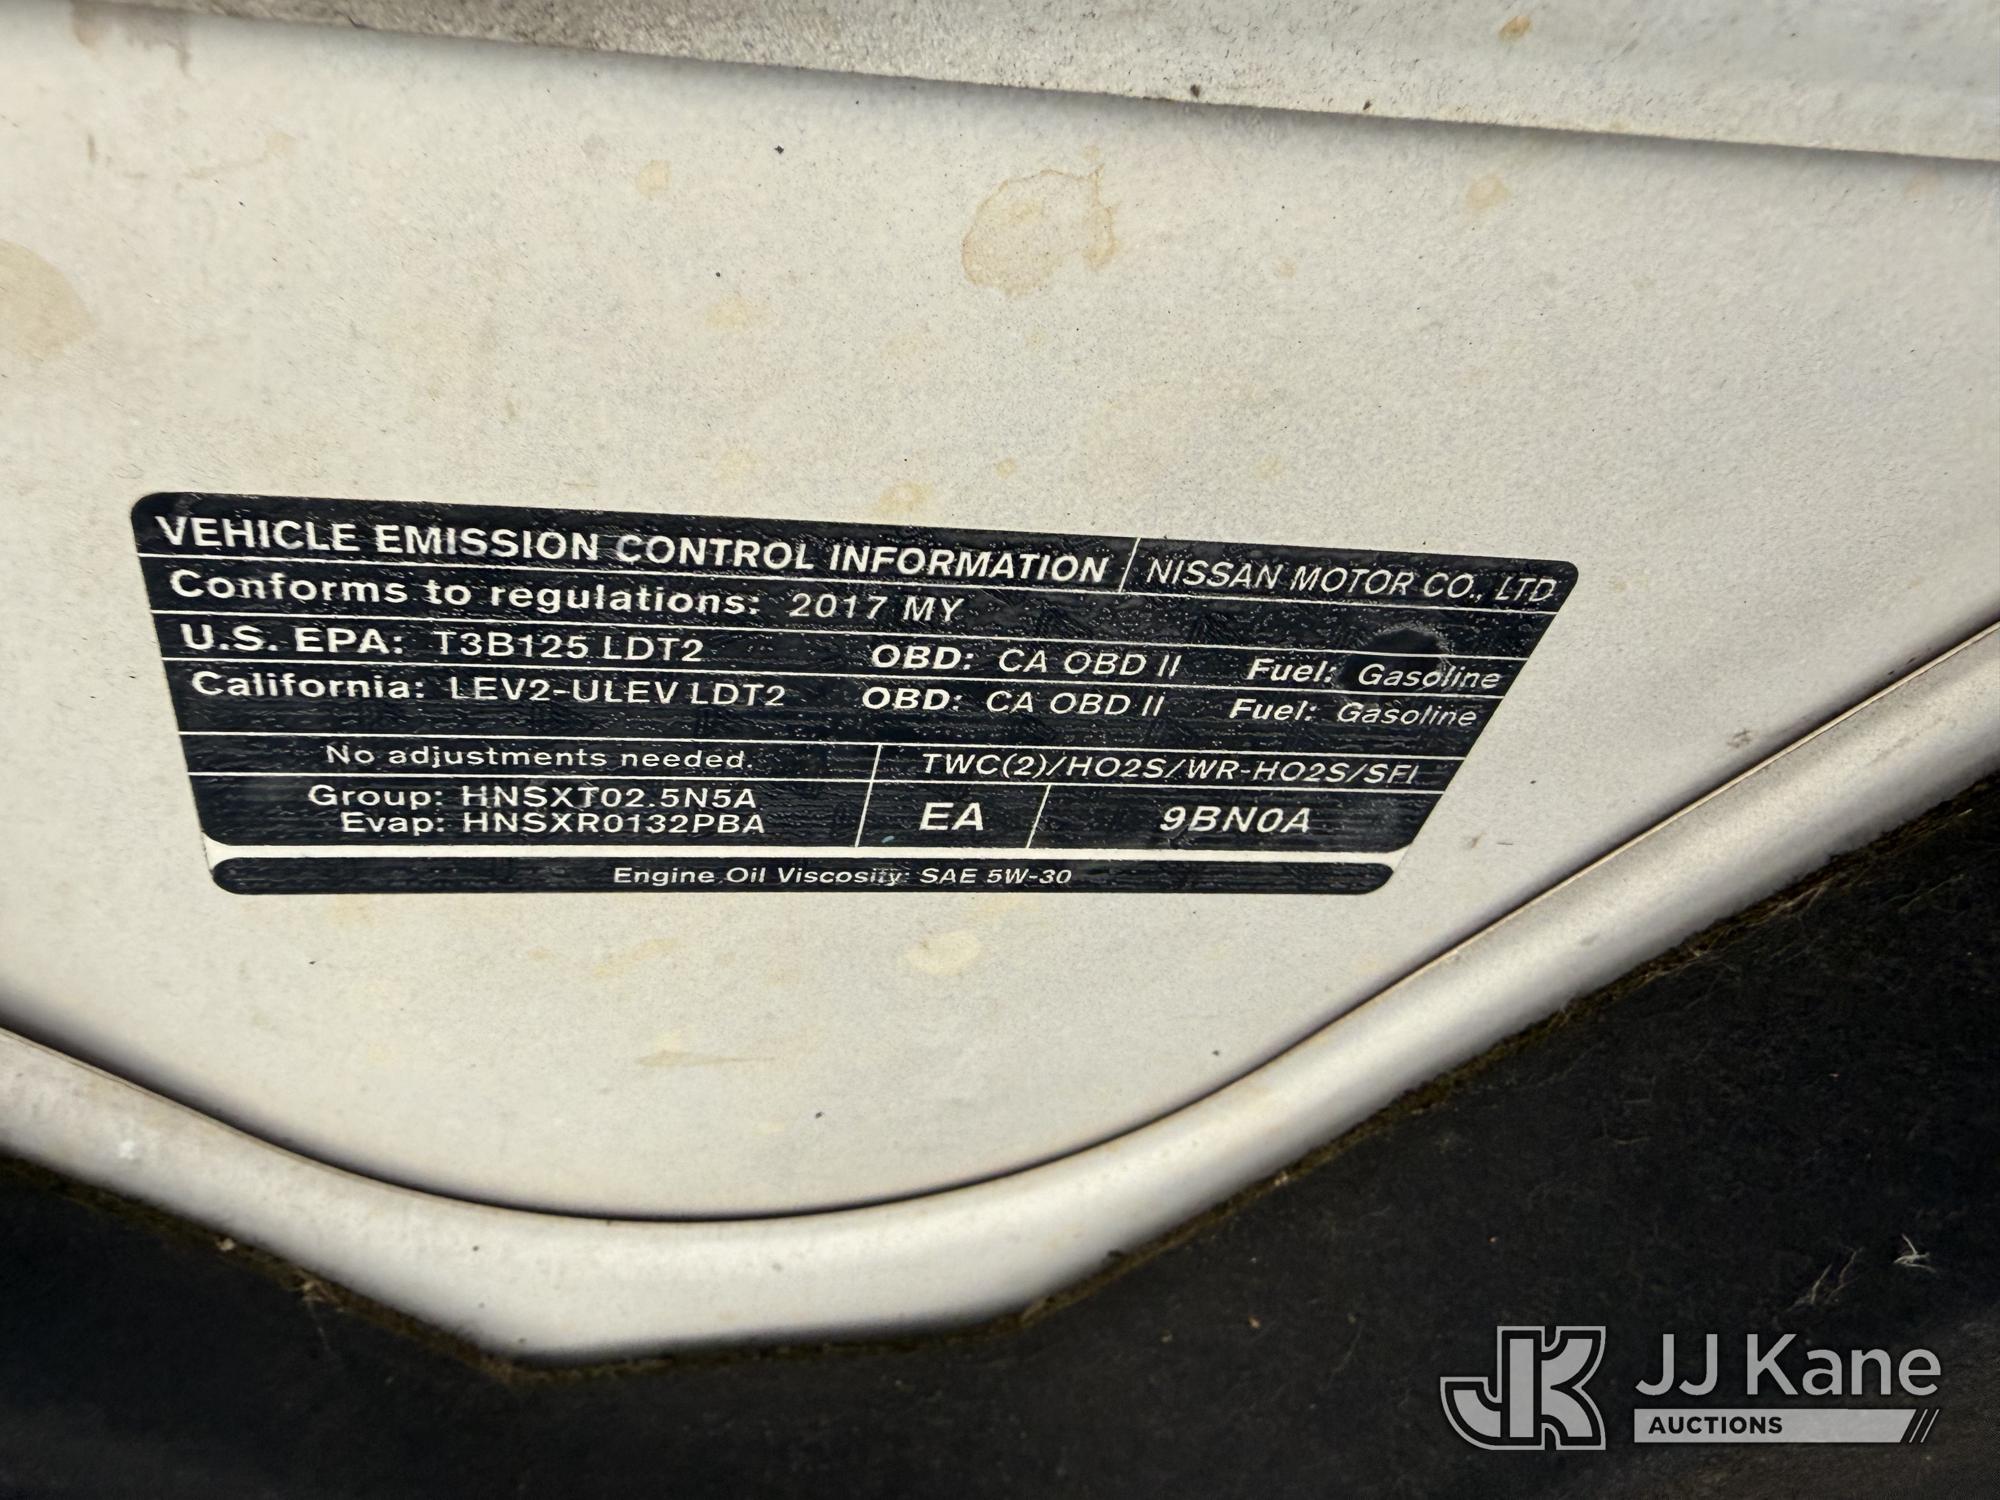 VEHICLE EMISSION CONTROL INFORMATION NISSAN MOTOR CO., LTD
Conforms to regulations: 2017 MY
U.S. EPA: T3B125 LDT2 OBD: CA OBD II Fuel: Gasoline
California: LEV2-ULEV LDT2 OBD: CA OBD II Fuel: Gasoline
No adjustments needed. TWC(2)/HO2S/WR-HO2S/SFI
Group: HNSXT02.5N5A
Evap: HNSXR0132PBA
EA 9BN0A
Engine Oil Viscosity: SAE 5W-30
JK JJ Kane
AUCTIONS